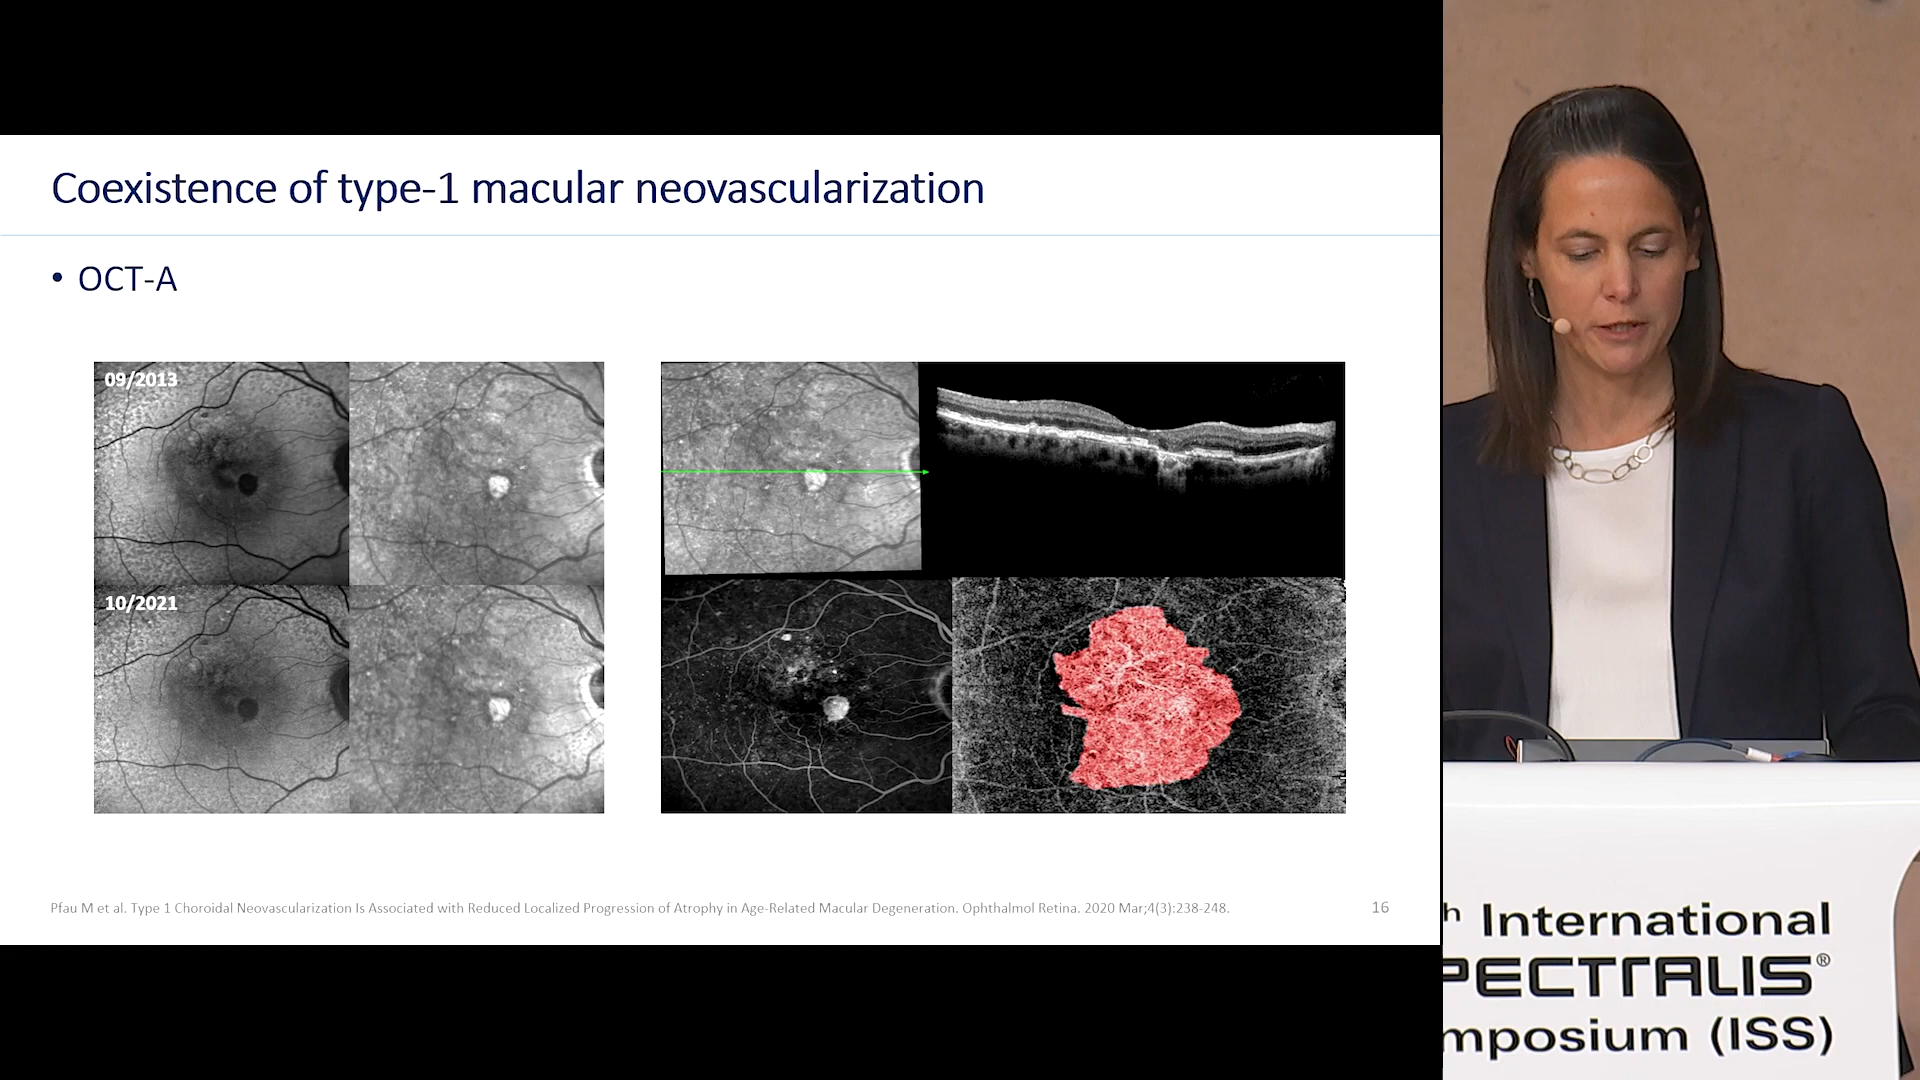 Coexistence of type-1 macular neovascularization
• OCT-A
09/2013
10/2021
Pfau M et al. Type 1 Choroidal Neovascularization Is Associated with Reduced Localized Progression of Atrophy in Age-Related Macular Degeneration. Ophthalmol Retina. 2020 Mar;4(3):238-248.
16
h International
PECTRALIS®
mposium (ISS)